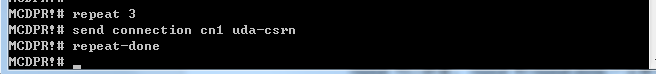 MCDPR!# repeat 3
MCDPR!# send connection cn1 uda-csrn
MCDPR!# repeat-done
MCDPR!# _